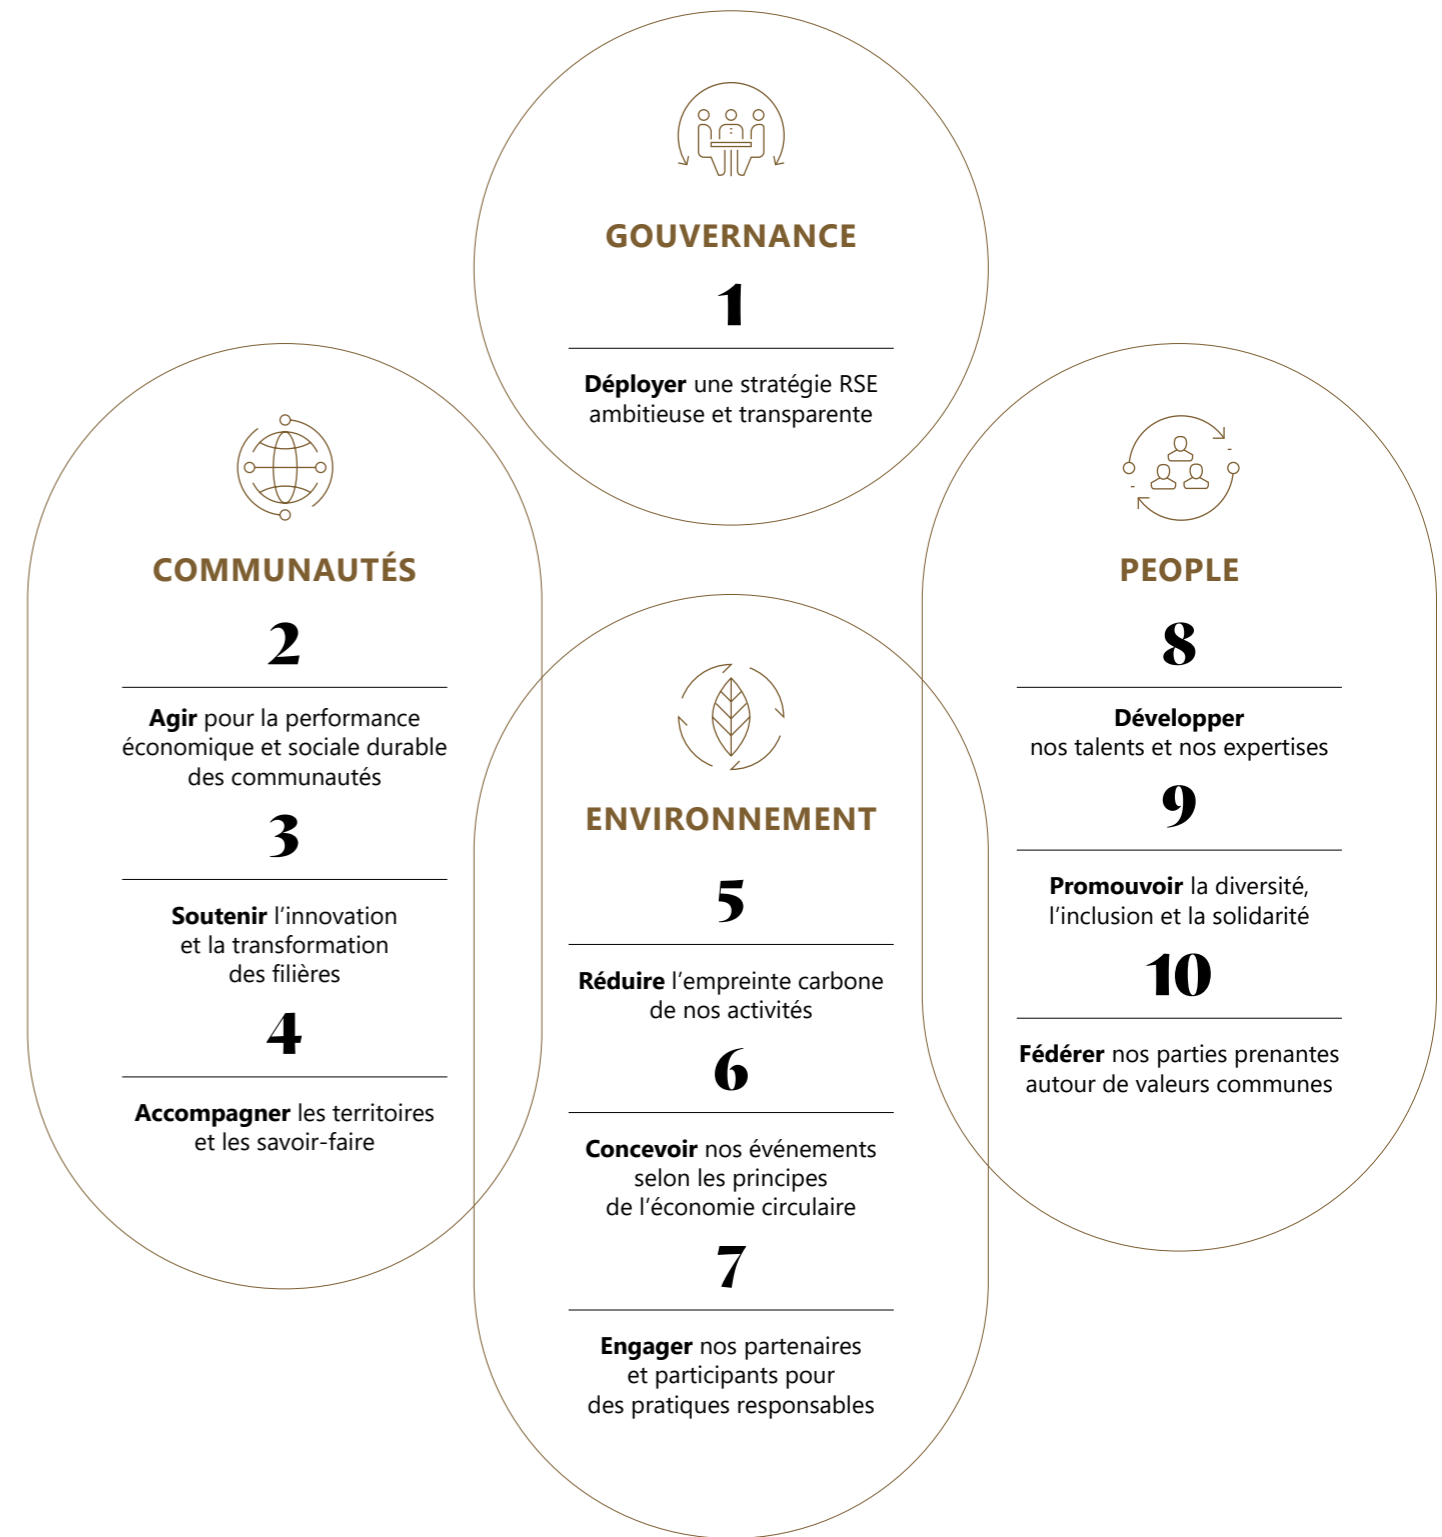 GOUVERNANCE
1
Déployer une stratégie RSE
ambitieuse et transparente
COMMUNAUTÉS
2
Agir pour la performance
économique et sociale durable
des communautés
3
Soutenir l’innovation
et la transformation
des filières
4
Accompagner les territoires
et les savoir-faire
ENVIRONNEMENT
5
Réduire l’empreinte carbone
de nos activités
6
Concevoir nos événements
selon les principes
de l’économie circulaire
7
Engager nos partenaires
et participants pour
des pratiques responsables
PEOPLE
8
Développer
nos talents et nos expertises
9
Promouvoir la diversité,
l’inclusion et la solidarité
10
Fédérer nos parties prenantes
autour de valeurs communes